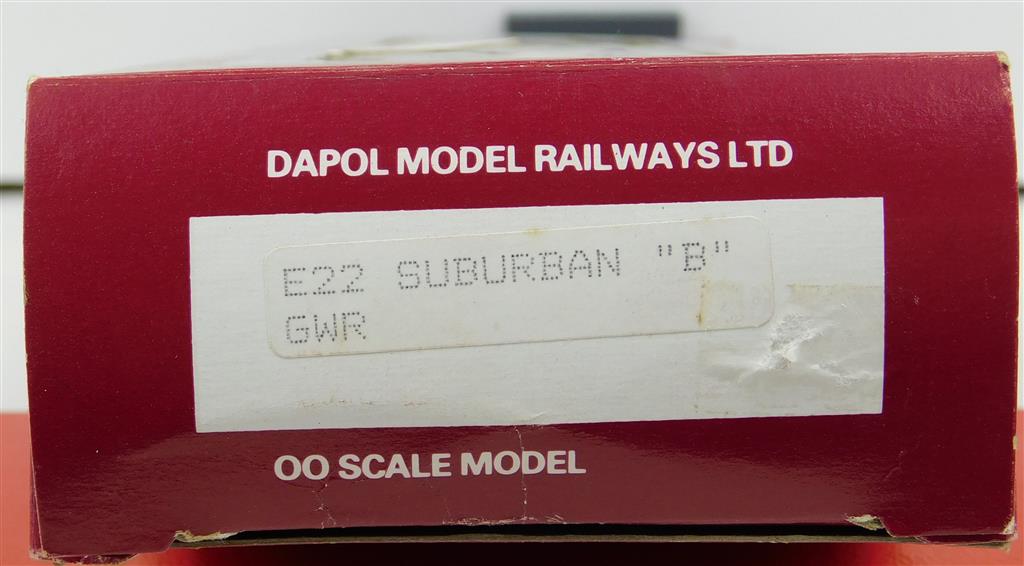 DAPOL MODEL RAILWAYS LTD
E22 SUBURBAN "B"
GWR
OO SCALE MODEL